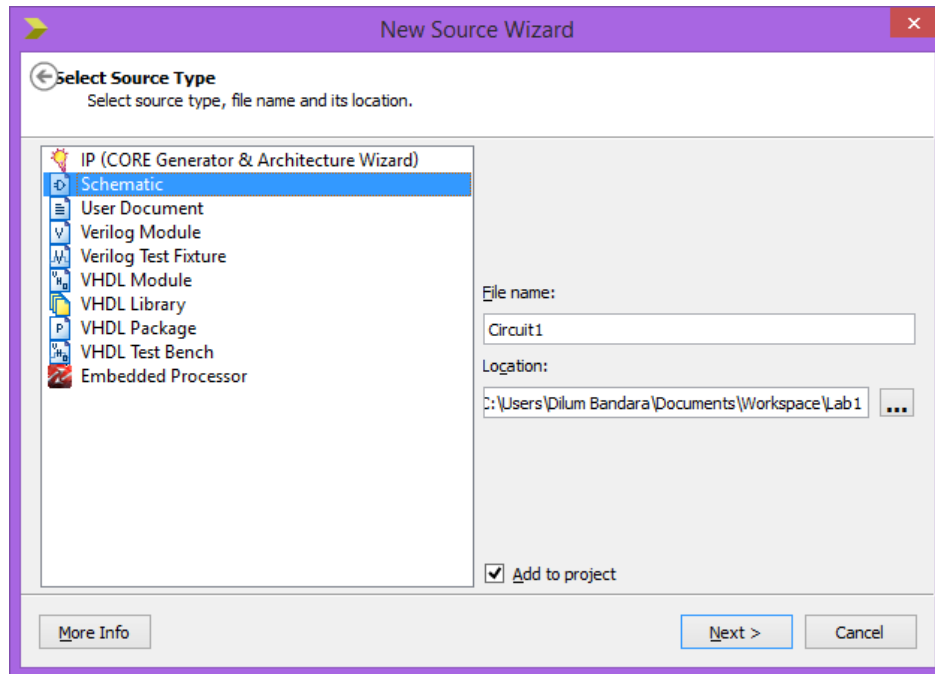 New Source Wizard
Select Source Type
Select source type, file name and its location.
IP (CORE Generator & Architecture Wizard)
Schematic
User Document
Verilog Module
Verilog Test Fixture
VHDL Module
VHDL Library
VHDL Package
VHDL Test Bench
Embedded Processor
File name:
Circuit1
Location:
C:\Users\Dilum Bandara\Documents\Workspace\Lab1
...
Add to project
More Info
Next >
Cancel